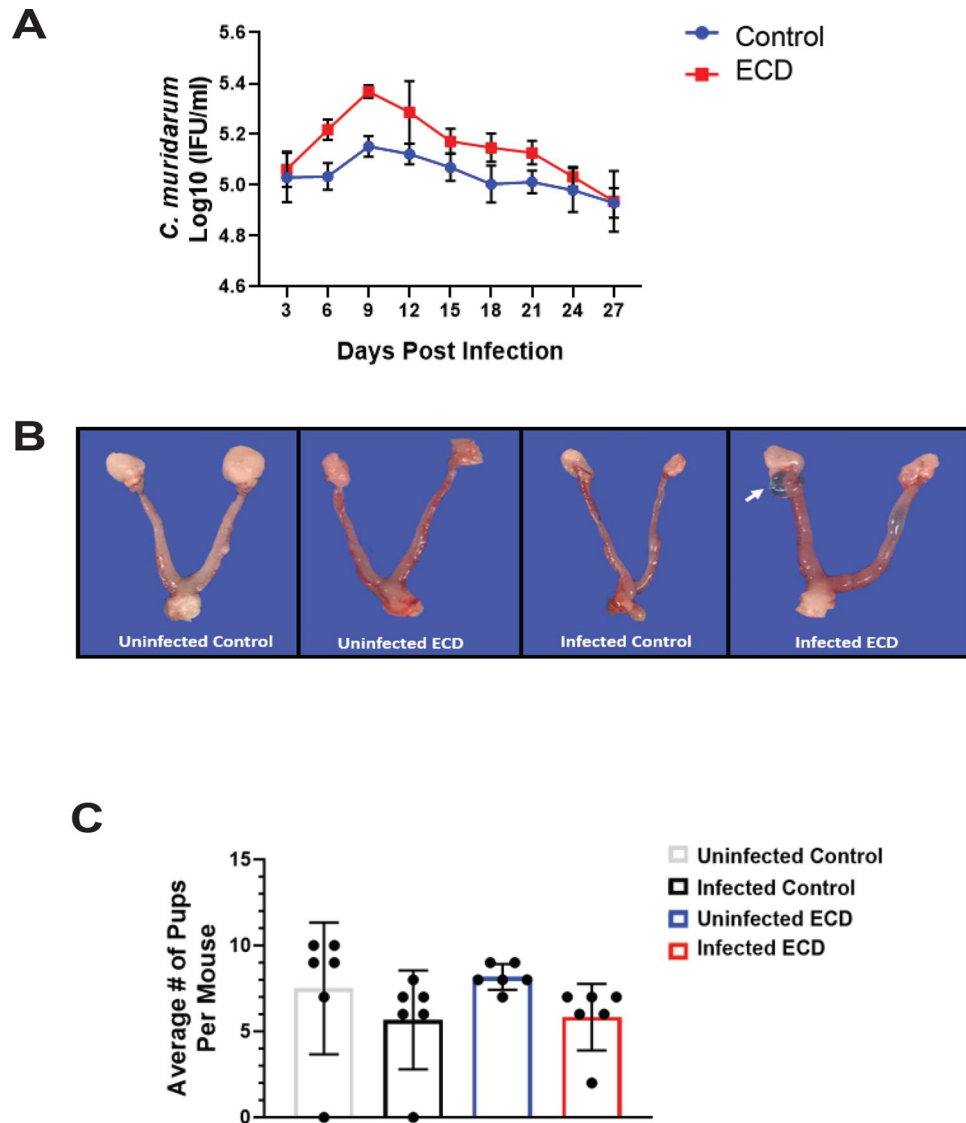 A
5.6
5.4
5.2
5.0
4.8
4.6
C. muridarum
Log10 (IFU/ml)
3 6 9 12 15 18 21 24 27
Days Post Infection
Control
ECD
B
Uninfected Control
Uninfected ECD
Infected Control
Infected ECD
C
15
10
5
0
Average # of Pups
Per Mouse
Uninfected Control
Infected Control
Uninfected ECD
Infected ECD